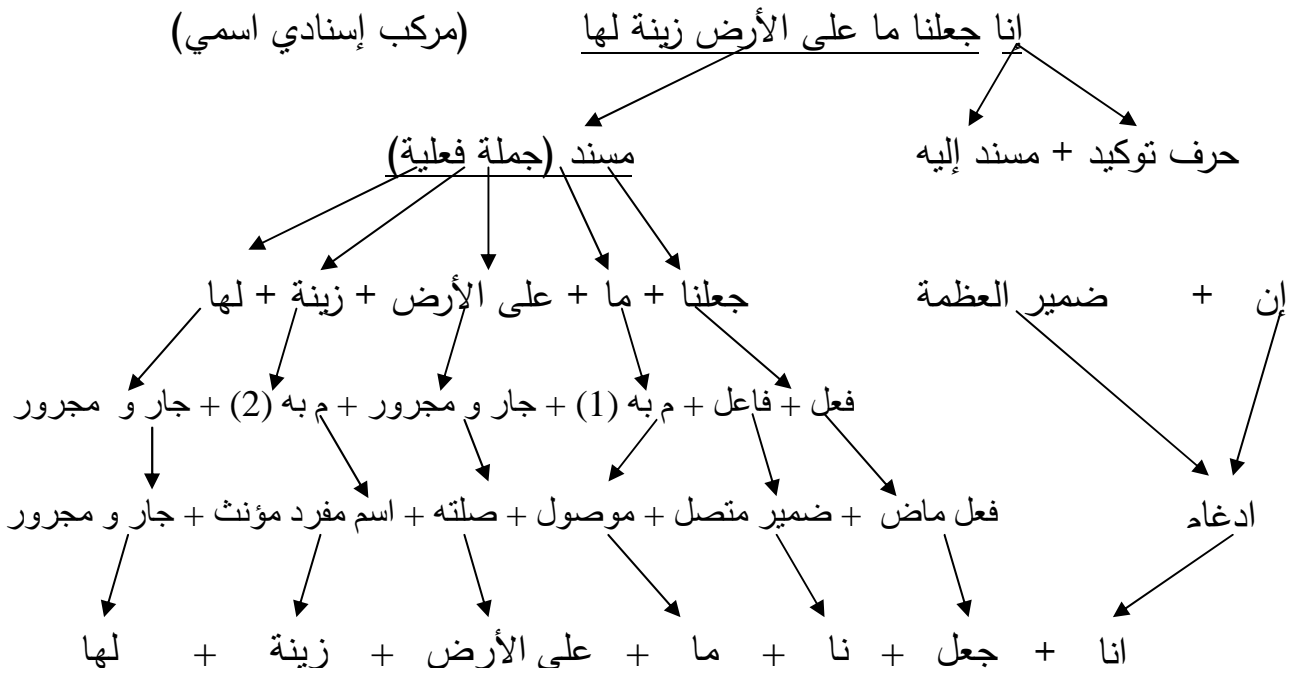 إنا جعلنا ما على الأرض زينة لها (مركب إسنادي اسمي)
حرف توكيد + مسند إليه مسند (جملة فعلية)
إن + ضمير العظمة جعلنا + ما + على الأرض + زينة + لها
فعل + فاعل + م به (1) + جار و مجرور + م به (2) + جار و مجرور
ادغام فعل ماض + ضمير متصل + موصول + صلته + اسم مفرد مؤنث + جار و مجرور
انا + جعل + نا + ما + على الأرض + زينة + لها